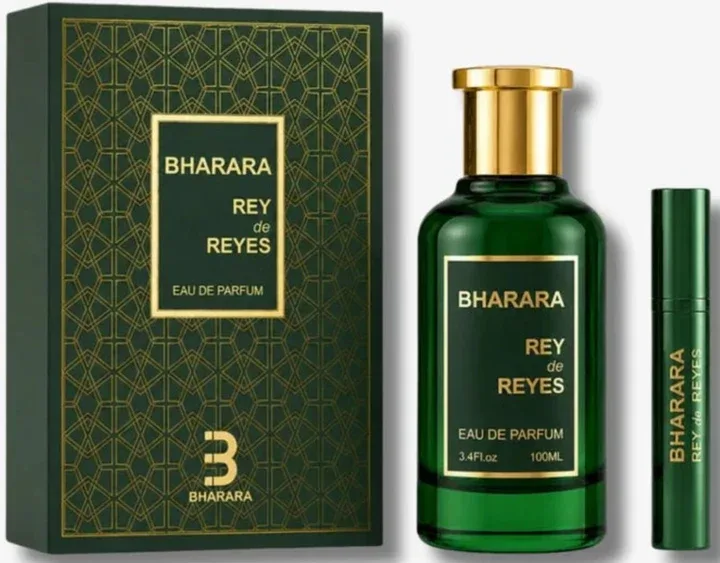 BHARARA
REY
de
REYES
EAU DE PARFUM
BHARARA
BHARARA
REY
de
REYES
EAU DE PARFUM
3.4Fl.oz 100ML
BHARARA
REY de REYES